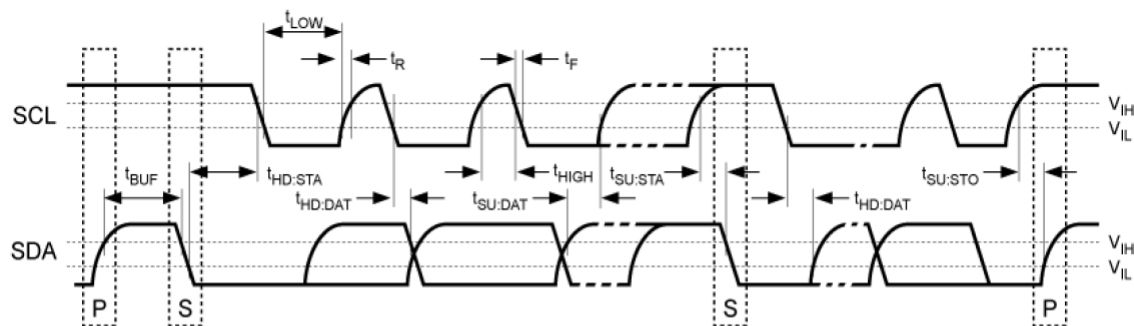 tLOW
tR
tF
SCL
VIH
VIL
tBUF
tHD:STA
tHD:DAT
tSU:DAT
tHIGH
tSU:STA
tHD:DAT
tSU:STO
SDA
VIH
VIL
P
S
S
P